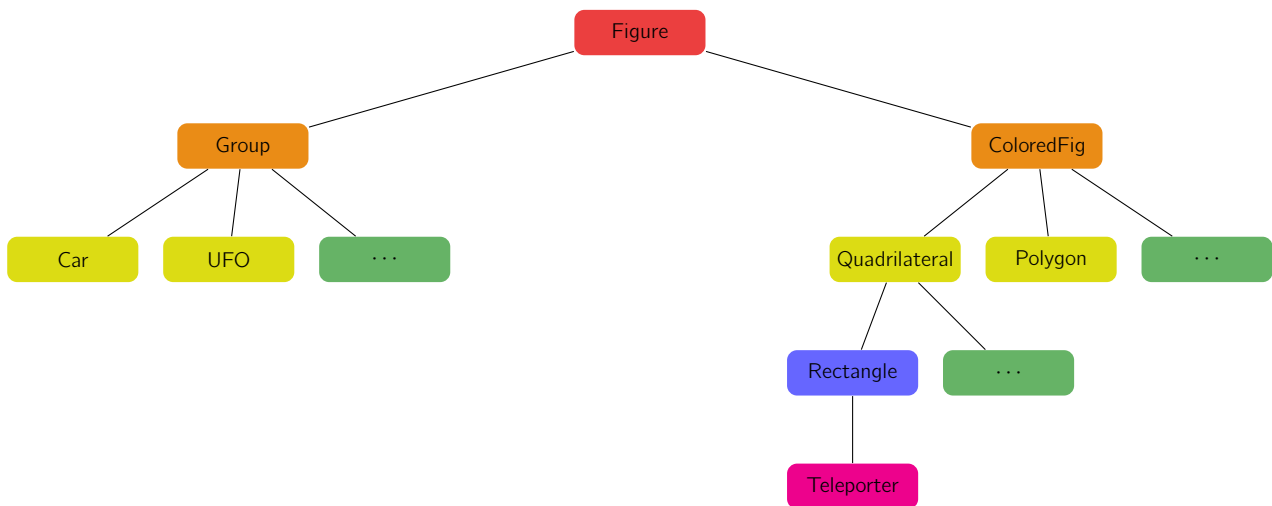 Figure
Group
ColoredFig
Car
UFO
···
Quadrilateral
Polygon
···
Rectangle
···
Teleporter